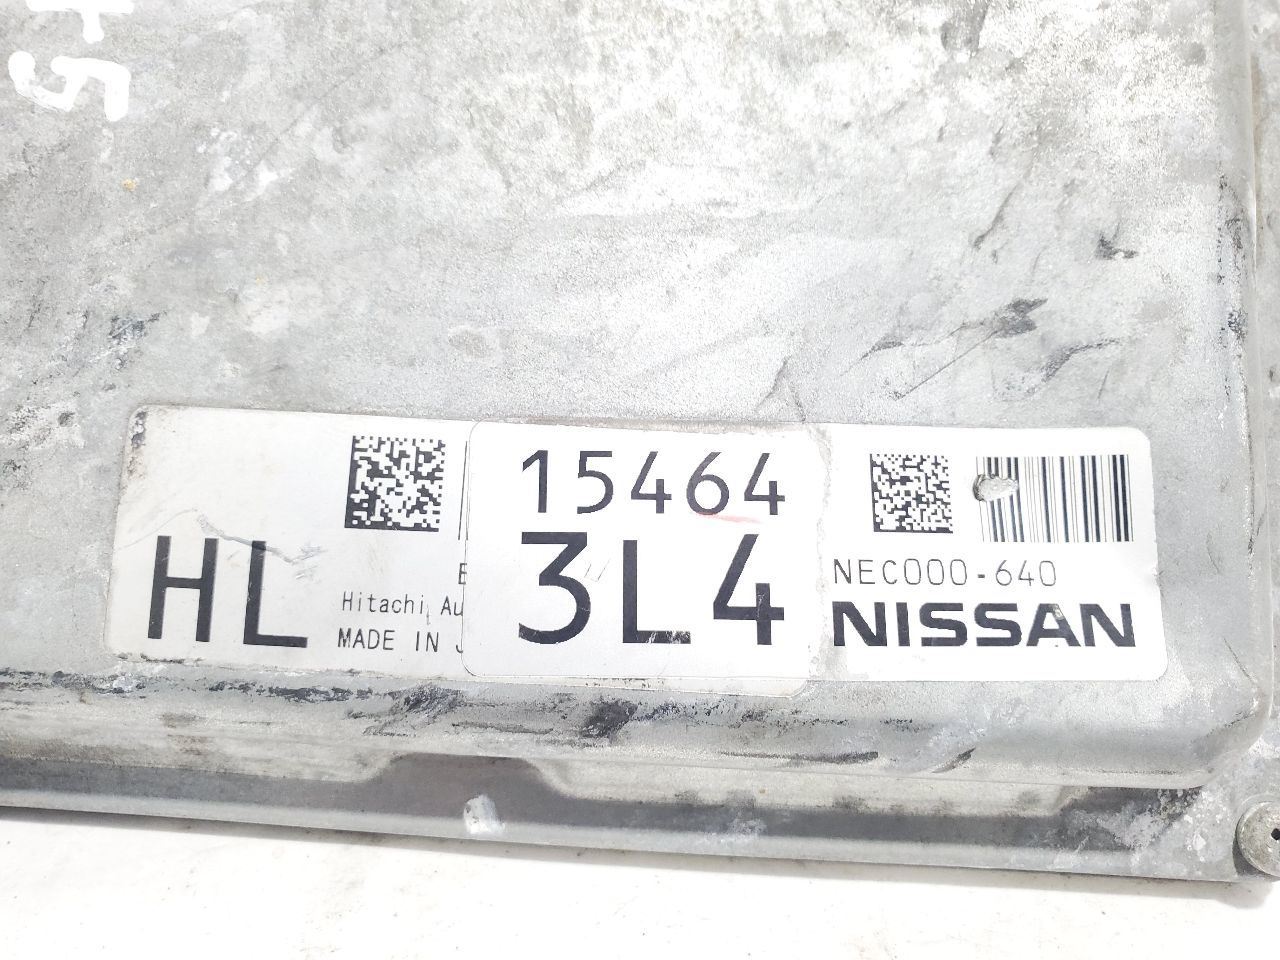 HL
Hitachi Au
MADE IN
15464
3L4
NEC000-640
NISSAN